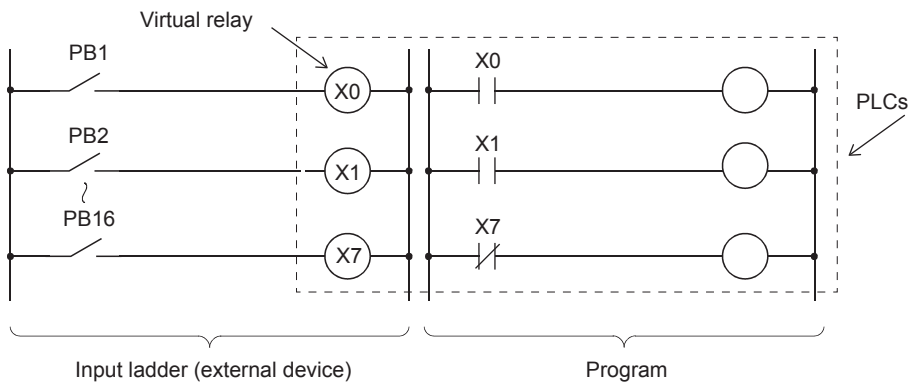 Virtual relay
PB1
X0
X0
PLCs
PB2
X1
X1
PB16
X7
X7
Input ladder (external device)
Program